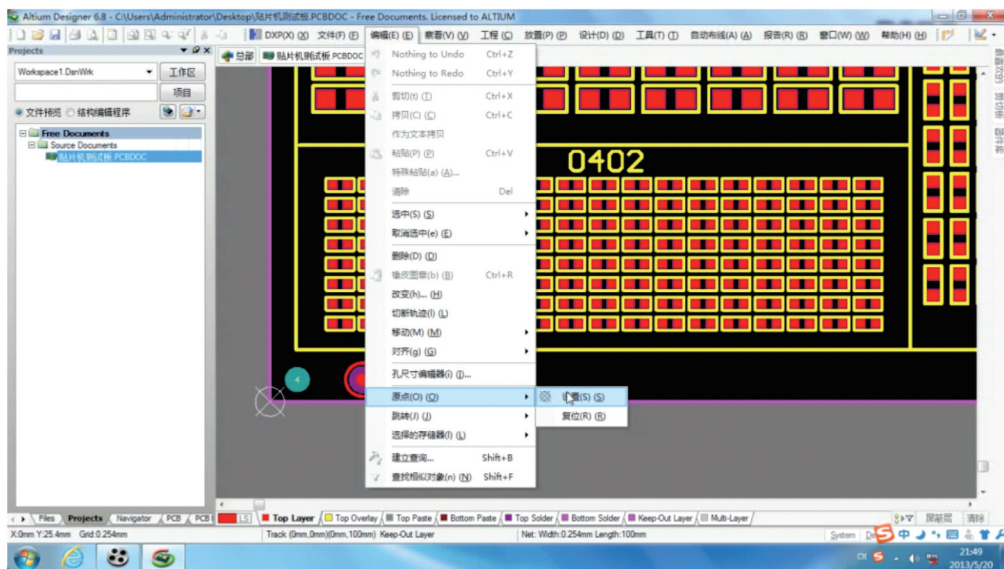 Altium Designer 6.8 - C:\Users\Administrator\Desktop\贴片机测试板.PCBDOC - Free Documents. Licensed to ALTIUM
DXP(X) (X) 文件(F) (F) 编辑(E) (E) 察看(V) (V) 工程 (C) 放置(P) (P) 设计(D) (D) 工具(T) (T) 自动布线(A) (A) 报告(R) (R) 窗口(W) (W) 帮助(H) (H)
Projects
总部 贴片机测试板.PCBDOC
Workspace1.DsnWrk 工作区
项目
文件预览 结构编辑程序
Free Documents
Source Documents
贴片机测试板.PCBDOC
Nothing to Undo Ctrl+Z
Nothing to Redo Ctrl+Y
剪切(t) (T) Ctrl+X
拷贝(C) (C) Ctrl+C
作为文本拷贝
粘贴(P) (P) Ctrl+V
特殊粘贴(a) (A)...
清除 Del
选中(S) (S)
取消选中(e) (E)
删除(D) (D)
橡皮图章(b) (B) Ctrl+R
改变(h)... (H)
切断轨迹(l) (L)
移动(M) (M)
对齐(g) (G)
孔尺寸编辑器(i) (I)...
原点(O) (O)
跳转(J) (J)
选择的存储器(l) (L)
建立查询... Shift+B
查找相似对象(n) (N) Shift+F
(S) (S)
复位(R) (R)
0402
4
Files Projects Navigator PCB PCB
LS Top Layer Top Overlay Top Paste Bottom Paste Top Solder Bottom Solder Keep-Out Layer Multi-Layer
屏蔽层 清除
X:0mm Y:25.4mm Grid:0.254mm Track (0mm,0mm)(0mm,100mm) Keep-Out Layer Net: Width:0.254mm Length:100mm System
中
CH
21:49
2013/5/20